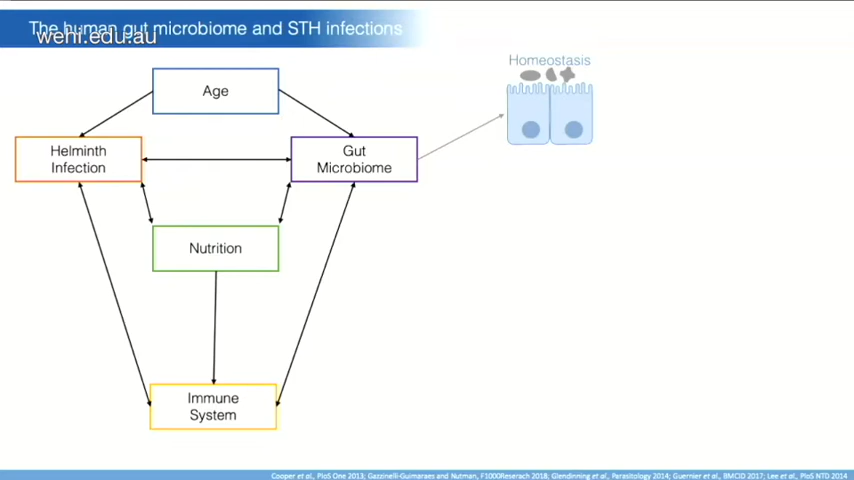 The human gut microbiome and STH infections
wehi.edu.au
Homeostasis
Age
Helminth
Infection
Gut
Microbiome
Nutrition
Immune
System
Cooper et al., PloS One 2013; Gazzinelli-Guimaraes and Nutman, F1000Reserach 2018; Glendinning et al., Parasitology 2014; Guernier et al., BMCID 2017; Lee et al., PloS NTD 2014